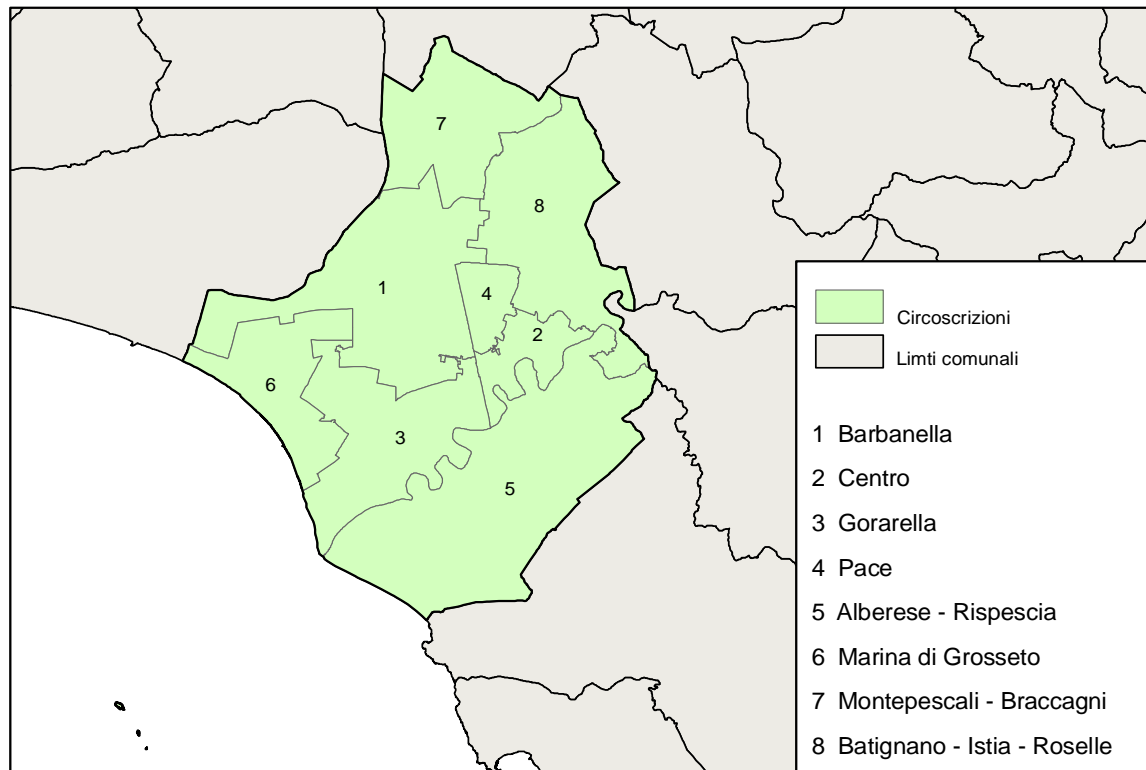 7
8
1
4
2
6
3
5
Circoscrizioni
Limti comunali
1 Barbanella
2 Centro
3 Gorarella
4 Pace
5 Alberese - Rispescia
6 Marina di Grosseto
7 Montepescali - Braccagni
8 Batignano - Istia - Roselle